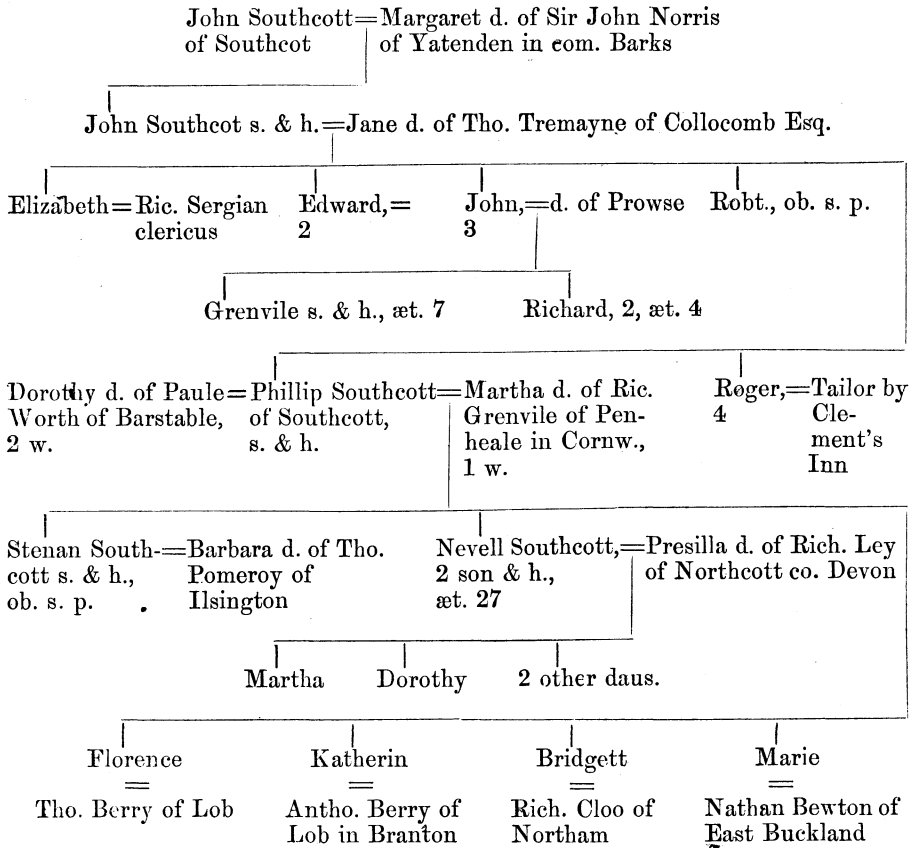 John Southcott=Margaret d. of Sir John Norris
of Southcot of Yatenden in com. Barks
John Southcot s. & h.=Jane d. of Tho. Tremayne of Collocomb Esq.
Elizabeth=Ric. Sergian Edward,= John,=d. of Prowse Robt., ob. s. p.
clericus 2 3
Grenvile s. & h., æt. 7 Richard, 2, æt. 4
Dorothy d. of Paule=Phillip Southcott=Martha d. of Ric. Roger,=Tailor by
Worth of Barstable, of Southcott, Grenvile of Pen- 4 Cle-
2 w. s. & h. heale in Cornw., ment's
1 w. Inn
Stenan South-=Barbara d. of Tho. Nevell Southcott,=Presilla d. of Rich. Ley
cott s. & h., Pomeroy of 2 son & h., of Northcott co. Devon
ob. s. p. Ilsington æt. 27
Martha Dorothy 2 other daus.
Florence Katherin Bridgett Marie
= = = =
Tho. Berry of Lob Antho. Berry of Rich. Cloo of Nathan Bewton of
Lob in Branton Northam East Buckland